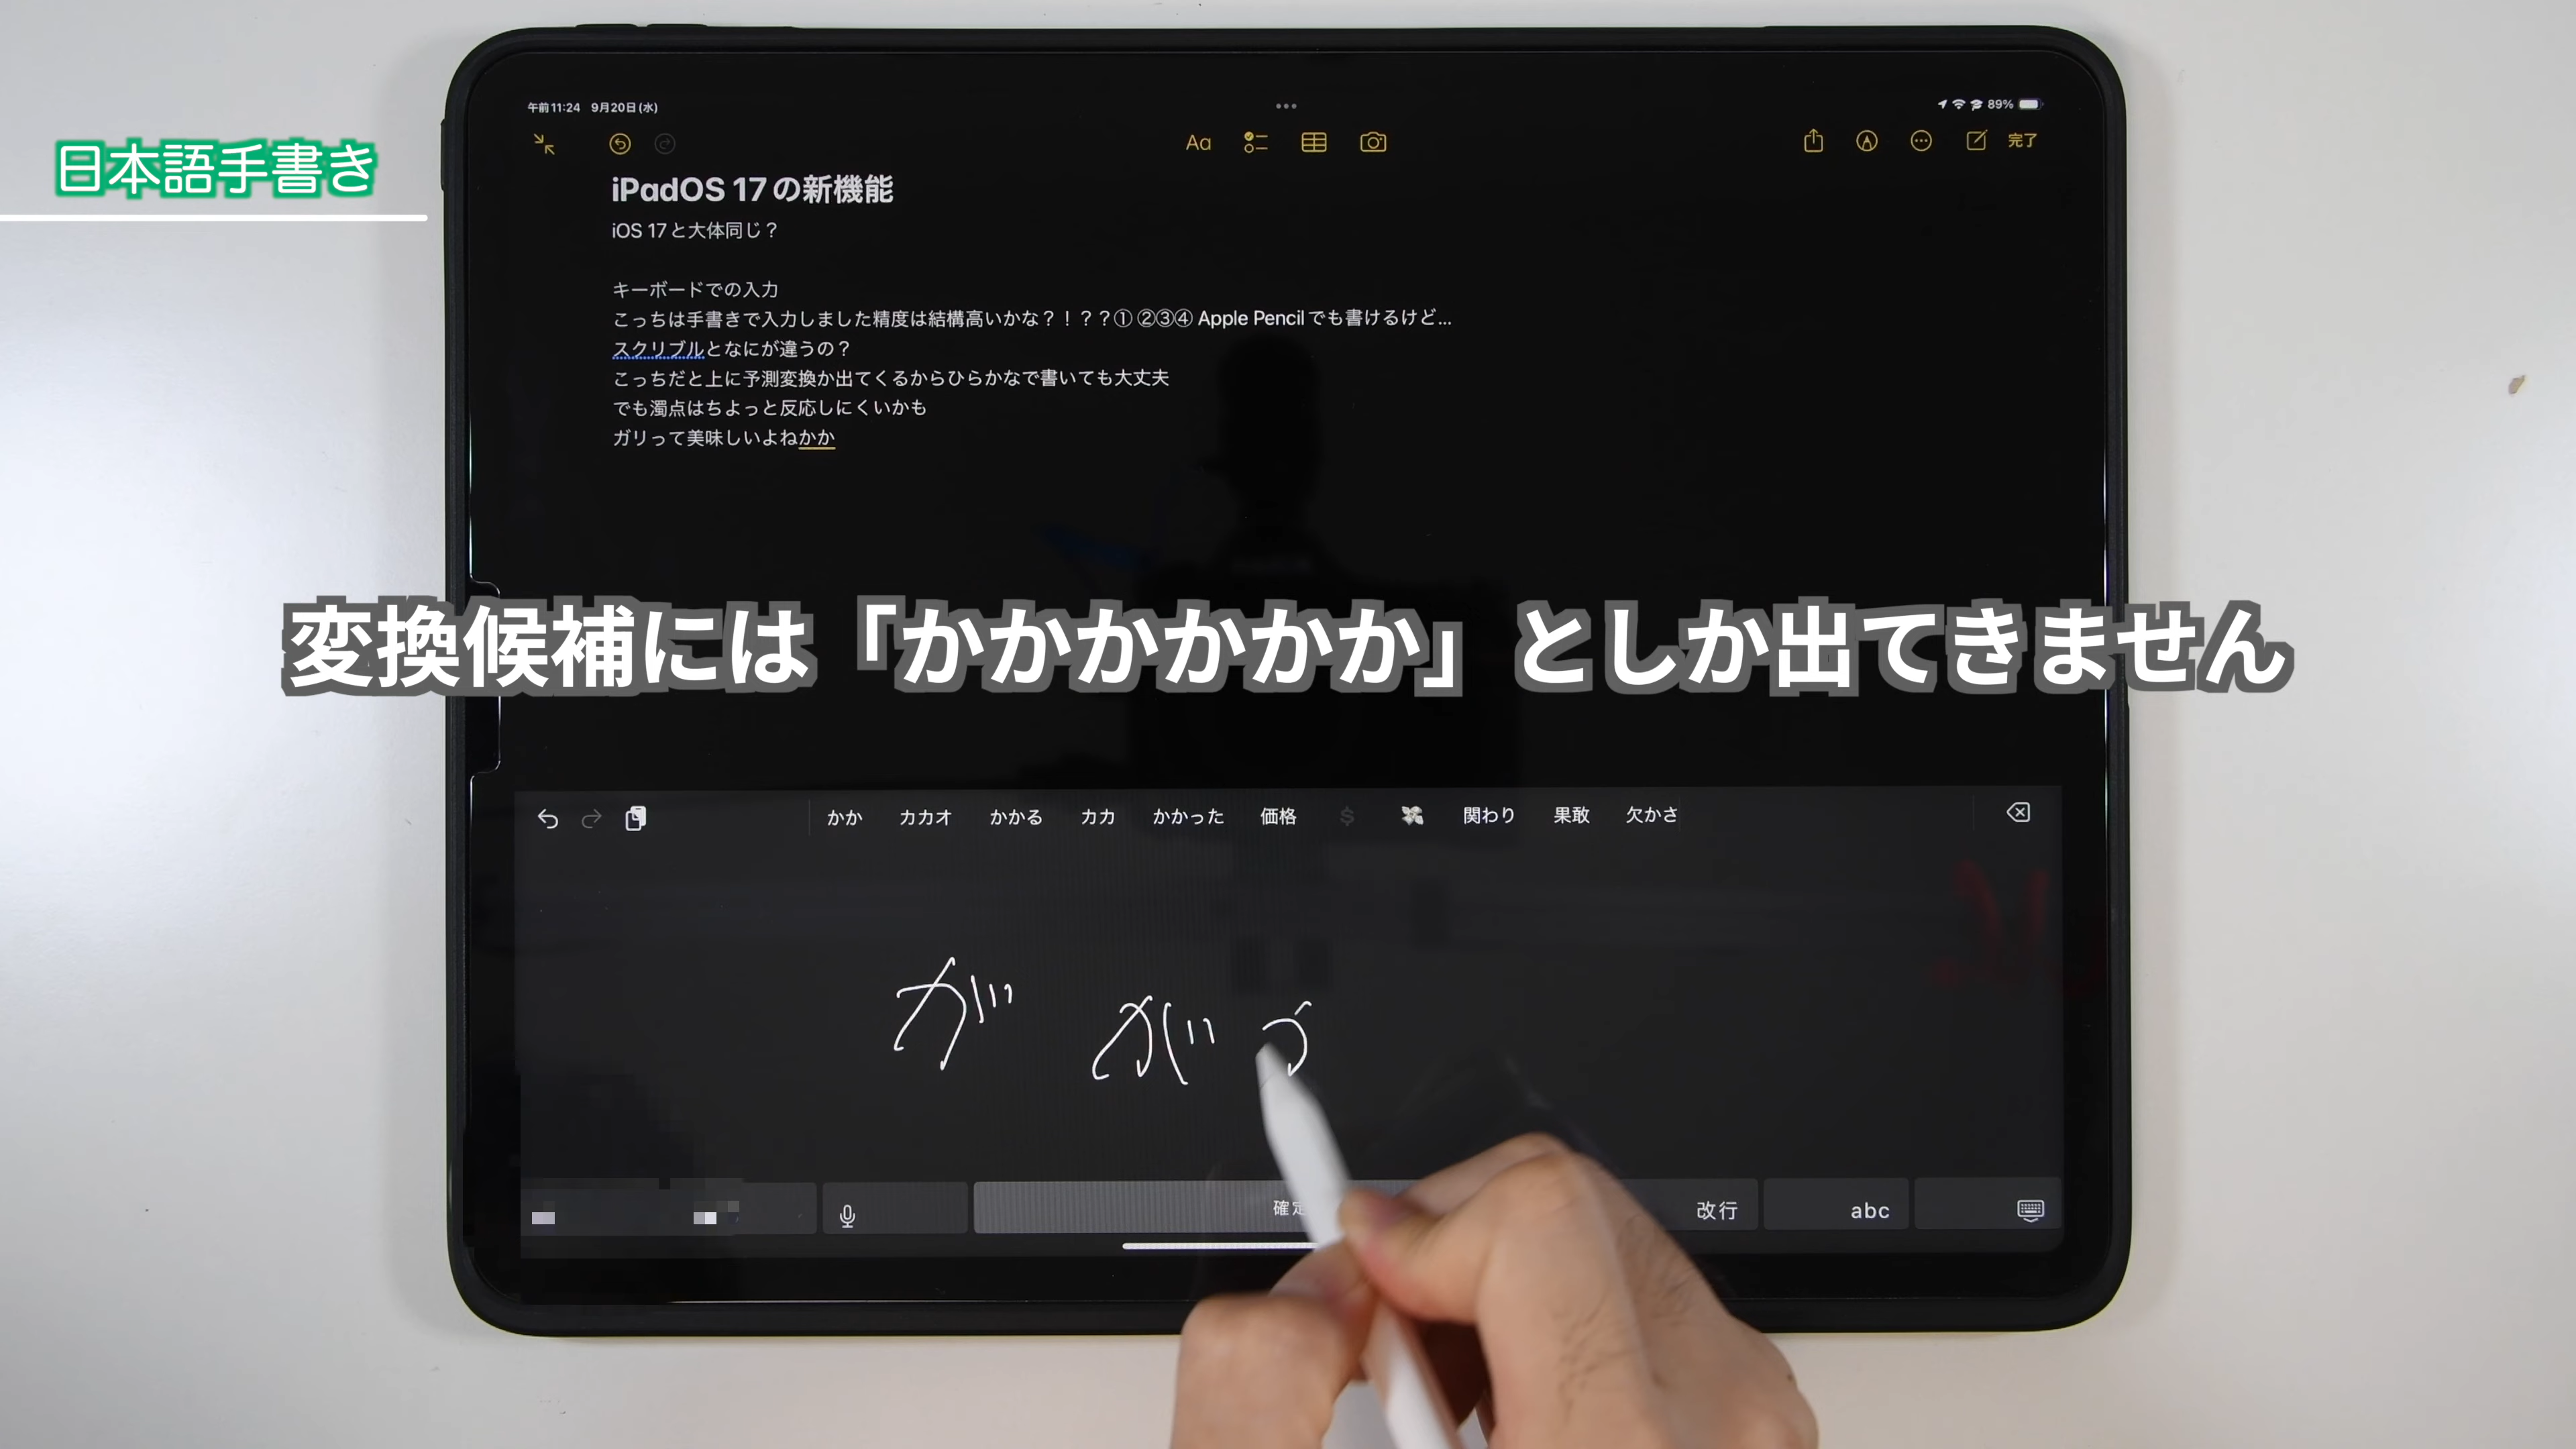 午前11:24 9月20日(水)
89%
日本語手書き
Aa
完了
iPadOS 17の新機能
iOS 17と大体同じ？
キーボードでの入力
こっちは手書きで入力しました精度は結構高いかな？！？？①②③④ Apple Pencilでも書けるけど…
スクリブルとなにが違うの？
こっちだと上に予測変換か出てくるからひらかなで書いても大丈夫
でも濁点はちょっと反応しにくいかも
ガリって美味しいよねかか
変換候補には「かかかかかか」としか出てきません
かか カカオ かかる カカ かかった 価格 $ 関わり 果敢 欠かさ
が が
確定 改行 abc